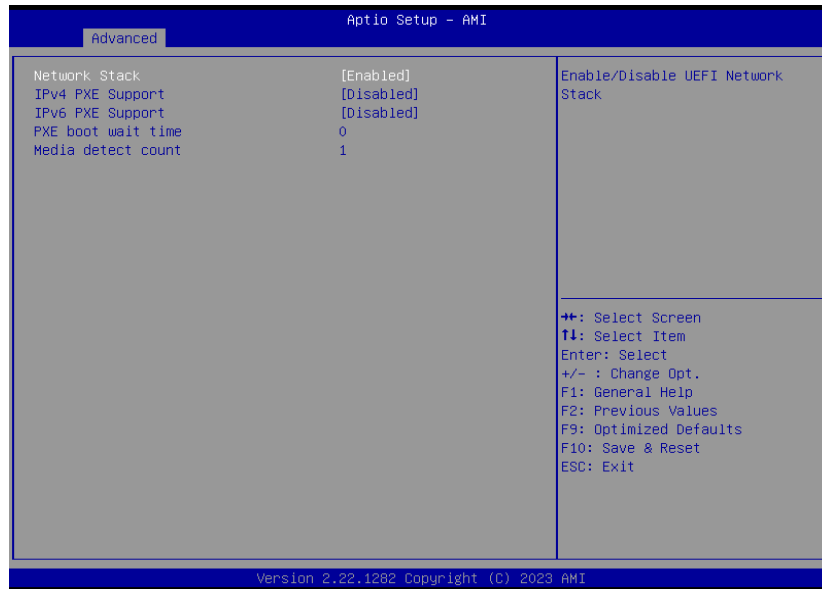 Aptio Setup – AMI
Advanced
Network Stack [Enabled]
IPv4 PXE Support [Disabled]
IPv6 PXE Support [Disabled]
PXE boot wait time 0
Media detect count 1
Enable/Disable UEFI Network
Stack
→←: Select Screen
↑↓: Select Item
Enter: Select
+/- : Change Opt.
F1: General Help
F2: Previous Values
F9: Optimized Defaults
F10: Save & Reset
ESC: Exit
Version 2.22.1282 Copyright (C) 2023 AMI